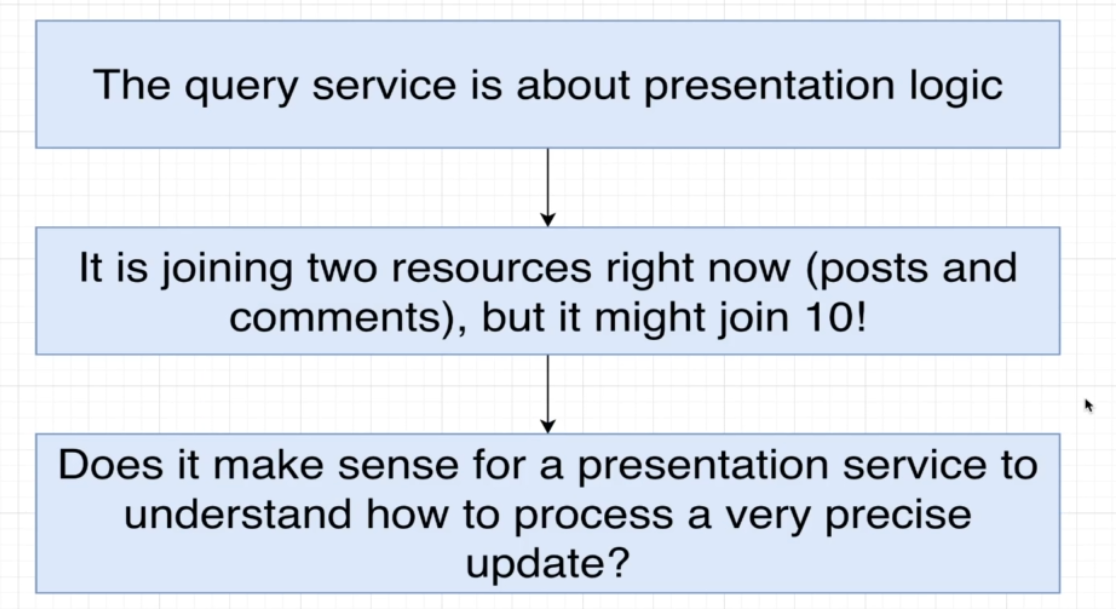 The query service is about presentation logic
It is joining two resources right now (posts and
comments), but it might join 10!
Does it make sense for a presentation service to
understand how to process a very precise
update?